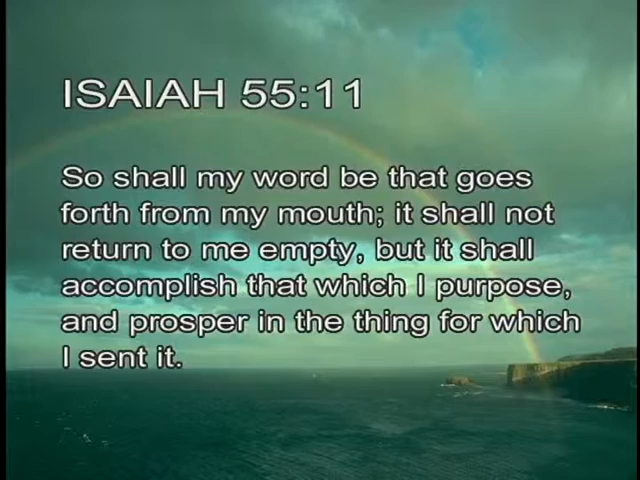 ISAIAH 55:11
So shall my word be that goes
forth from my mouth; it shall not
return to me empty, but it shall
accomplish that which I purpose,
and prosper in the thing for which
I sent it.